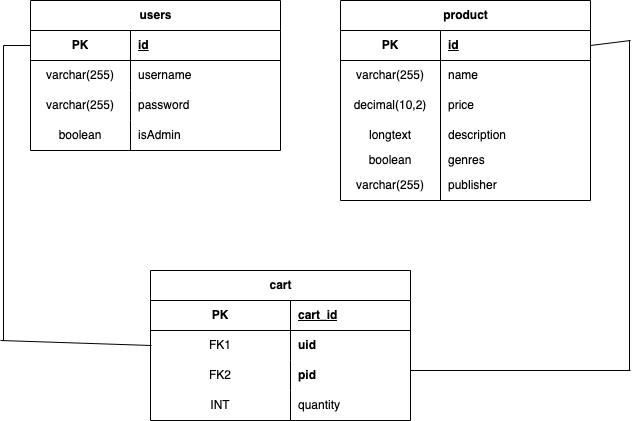 users
PK id
varchar(255) username
varchar(255) password
boolean isAdmin
product
PK id
varchar(255) name
decimal(10,2) price
longtext description
boolean genres
varchar(255) publisher
cart
PK cart_id
FK1 uid
FK2 pid
INT quantity